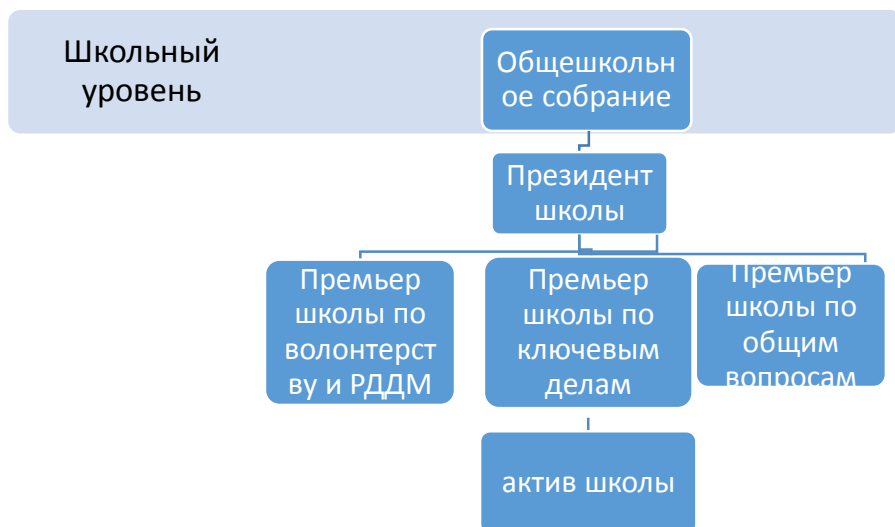 Школьный
уровень
Общешкольн
ое собрание
Президент
школы
Премьер
школы по
волонтерст
ву и РДДМ
Премьер
школы по
ключевым
делам
Премьер
школы по
общим
вопросам
актив школы